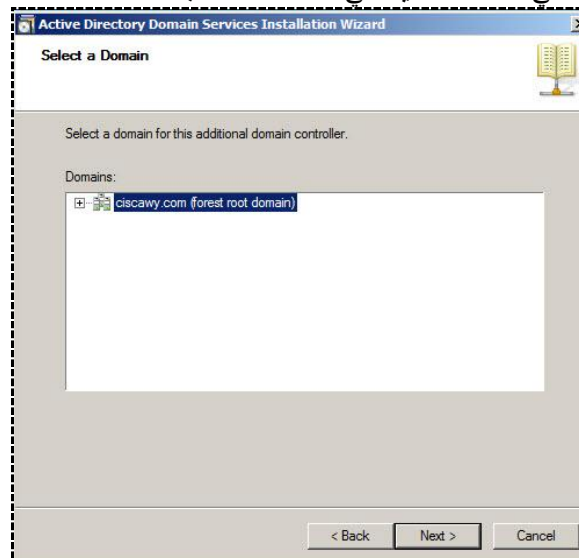 Active Directory Domain Services Installation Wizard
Select a Domain
Select a domain for this additional domain controller.
Domains:
ciscawy.com (forest root domain)
< Back Next > Cancel